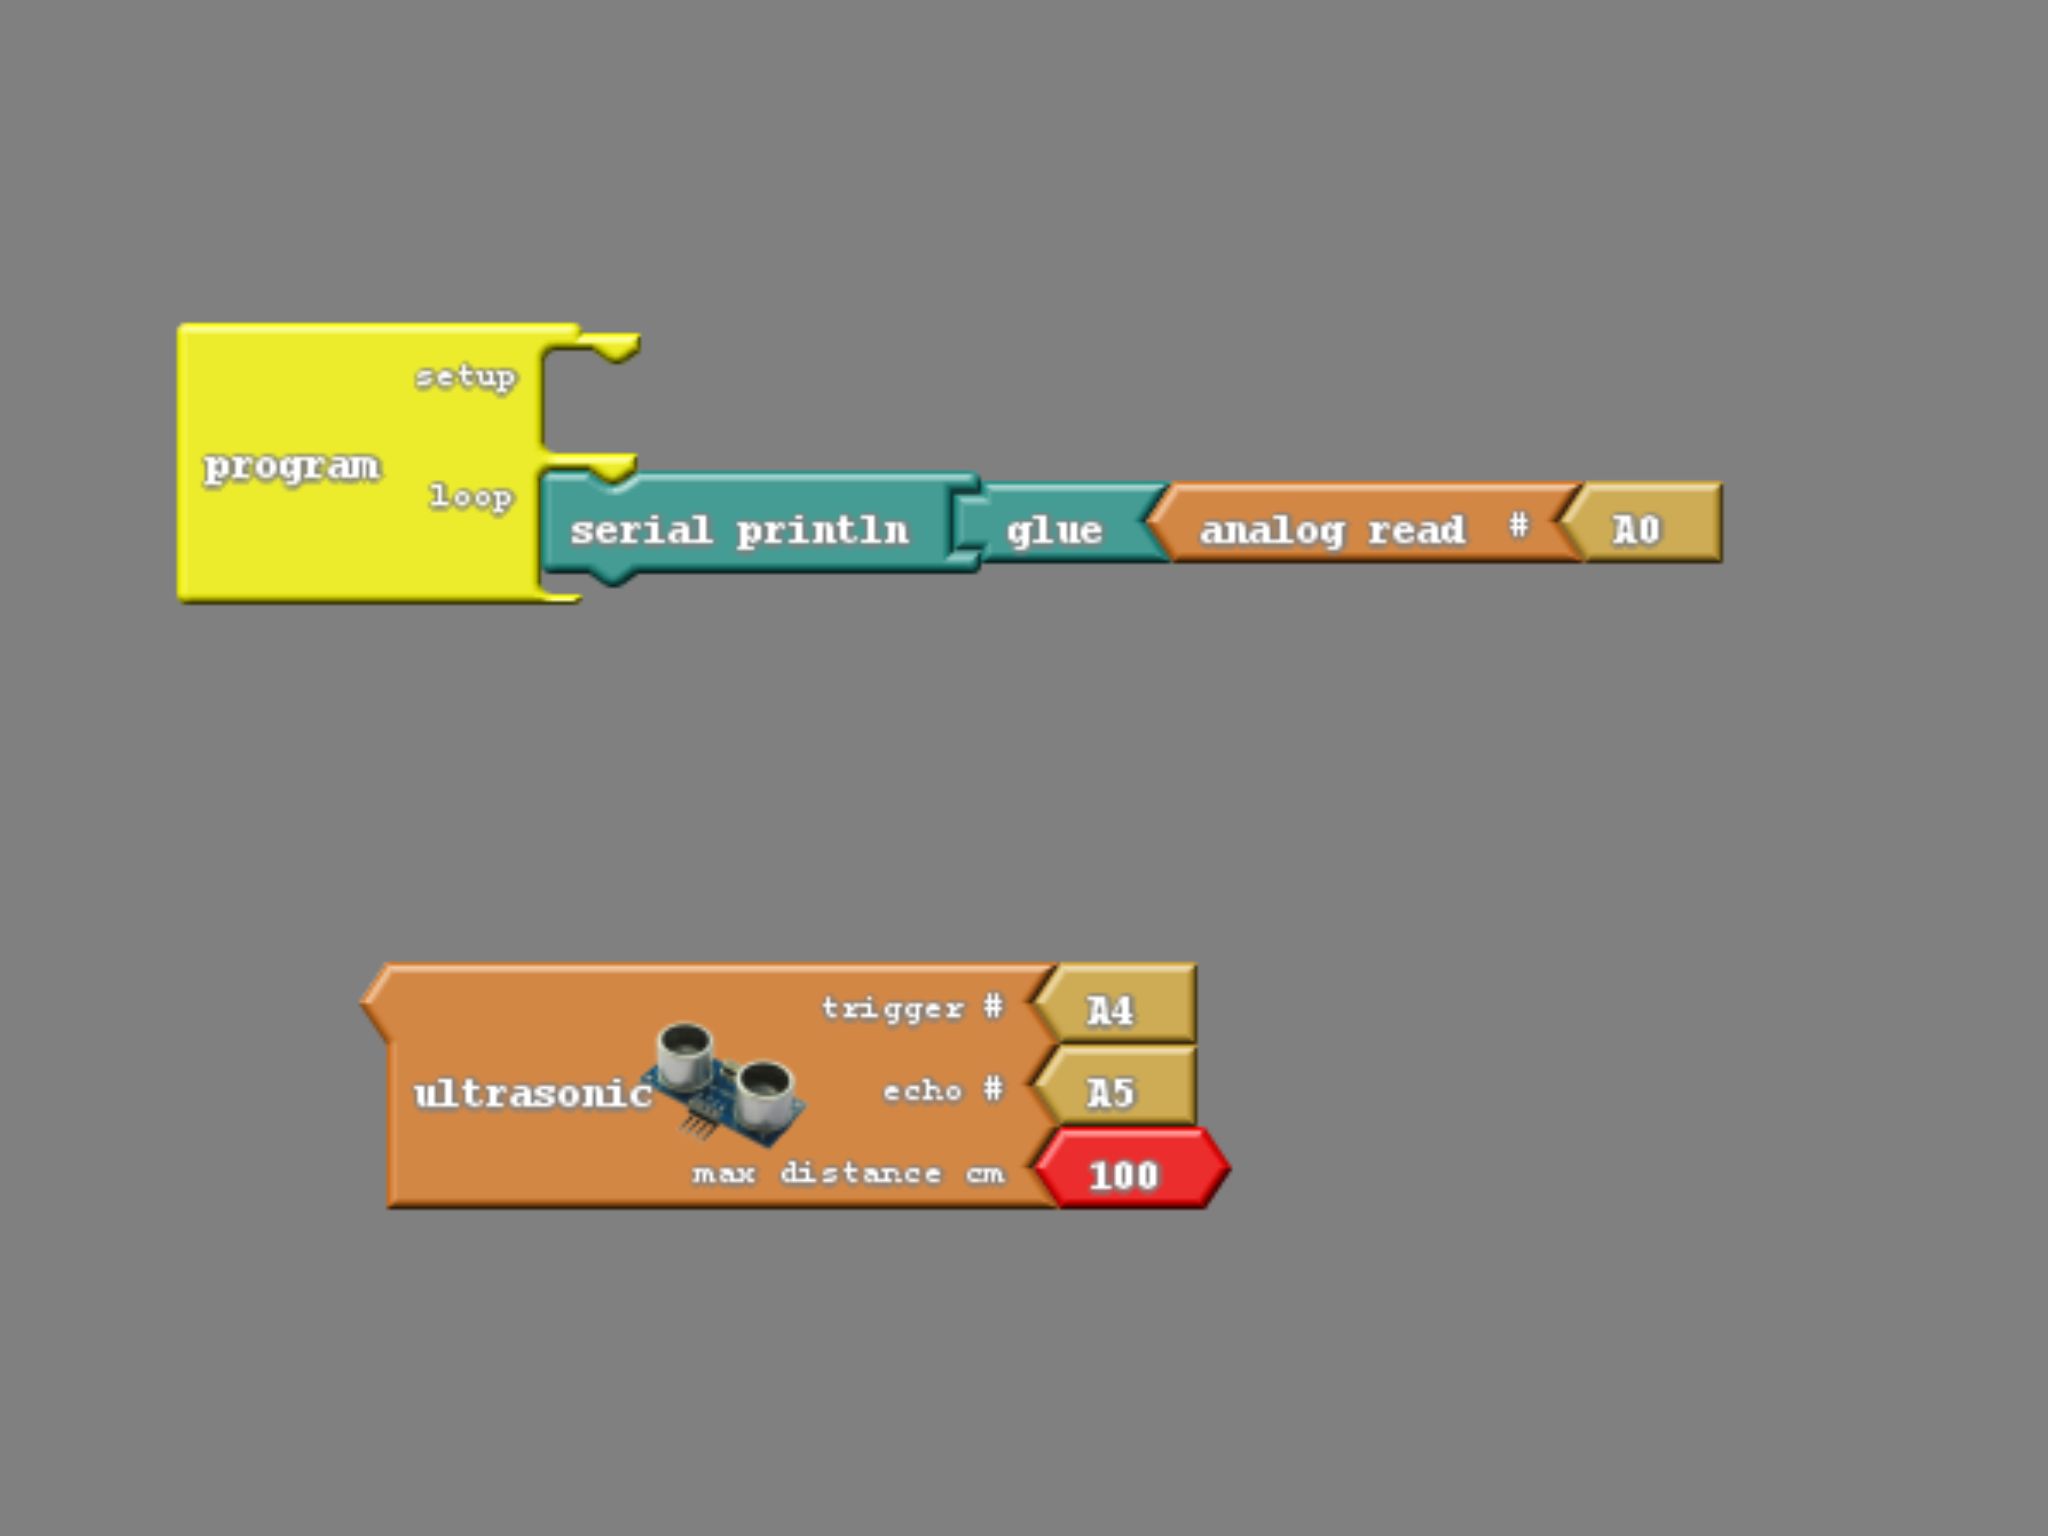 setup
program
loop
serial println glue analog read # A0
trigger # A4
ultrasonic echo # A5
max distance cm 100